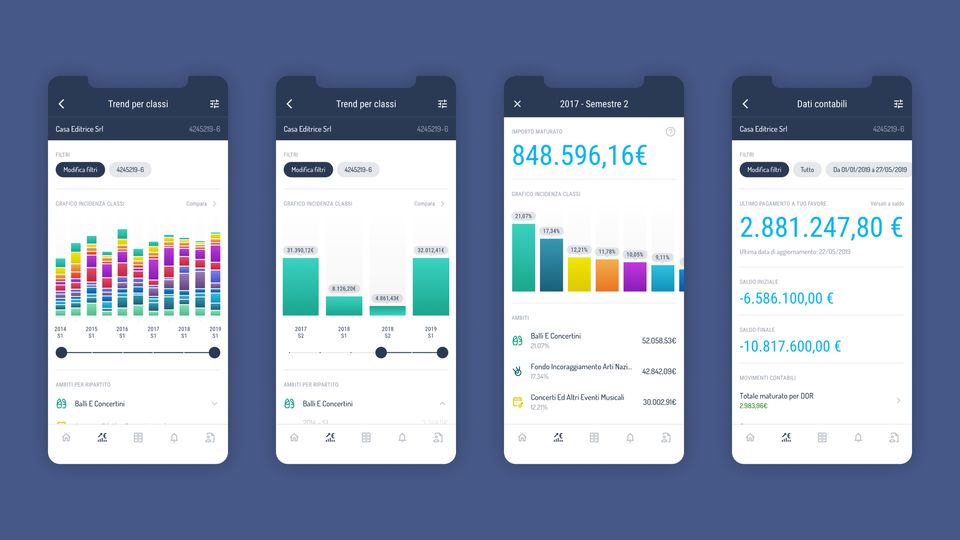 Trend per classi
Casa Editrice Srl 4245219-6
FILTRI
Modifica filtri 4245219-6
GRAFICO INCIDENZA CLASSI Compara
2014 2015 2016 2017 2018 2019
S1 S1 S1 S1 S1 S1
AMBITI PER RIPARTITO
Balli E Concertini
Trend per classi
Casa Editrice Srl 4245219-6
FILTRI
Modifica filtri 4245219-6
GRAFICO INCIDENZA CLASSI Compara
31.390,12€ 32.012,41€
8.126,20€
4.861,43€
2017 2018 2018 2019
S2 S1 S2 S1
AMBITI PER RIPARTITO
Balli E Concertini
2017 - Semestre 2
IMPORTO MATURATO
848.596,16€
GRAFICO INCIDENZA CLASSI
21,07%
17,34%
12,21% 11,78% 10,05% 9,11%
AMBITI
Balli E Concertini 52.058,53€
21,07%
Fondo Incoraggiamento Arti Nazi... 42.842,09€
17,34%
Concerti Ed Altri Eventi Musicali 30.002,91€
12,21%
Dati contabili
Casa Editrice Srl 4245219-6
FILTRI
Modifica filtri Tutto Da 01/01/2019 a 27/05/2019
ULTIMO PAGAMENTO A TUO FAVORE Versati a saldo
2.881.247,80 €
Ultima data di aggiornamento: 22/05/2019
SALDO INIZIALE
-6.586.100,00 €
SALDO FINALE
-10.817.600,00 €
MOVIMENTI CONTABILI
Totale maturato per DOR
2.983,96€